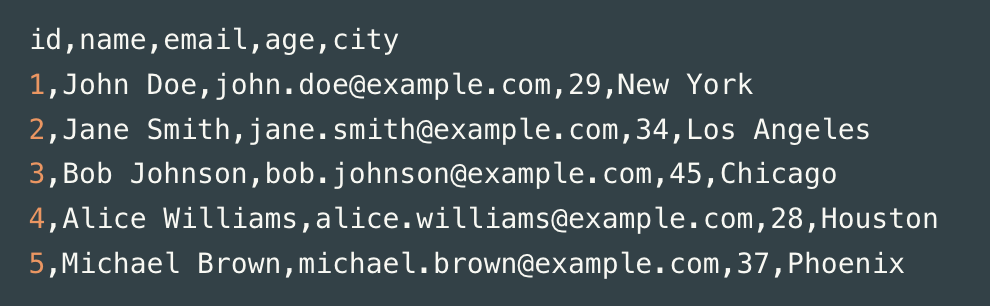 id,name,email,age,city
1,John Doe,john.doe@example.com,29,New York
2,Jane Smith,jane.smith@example.com,34,Los Angeles
3,Bob Johnson,bob.johnson@example.com,45,Chicago
4,Alice Williams,alice.williams@example.com,28,Houston
5,Michael Brown,michael.brown@example.com,37,Phoenix